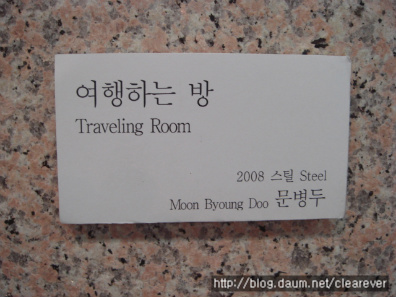 여행하는 방
Traveling Room
2008 스틸 Steel
Moon Byoung Doo 문병두
http://blog.daum.net/clearever